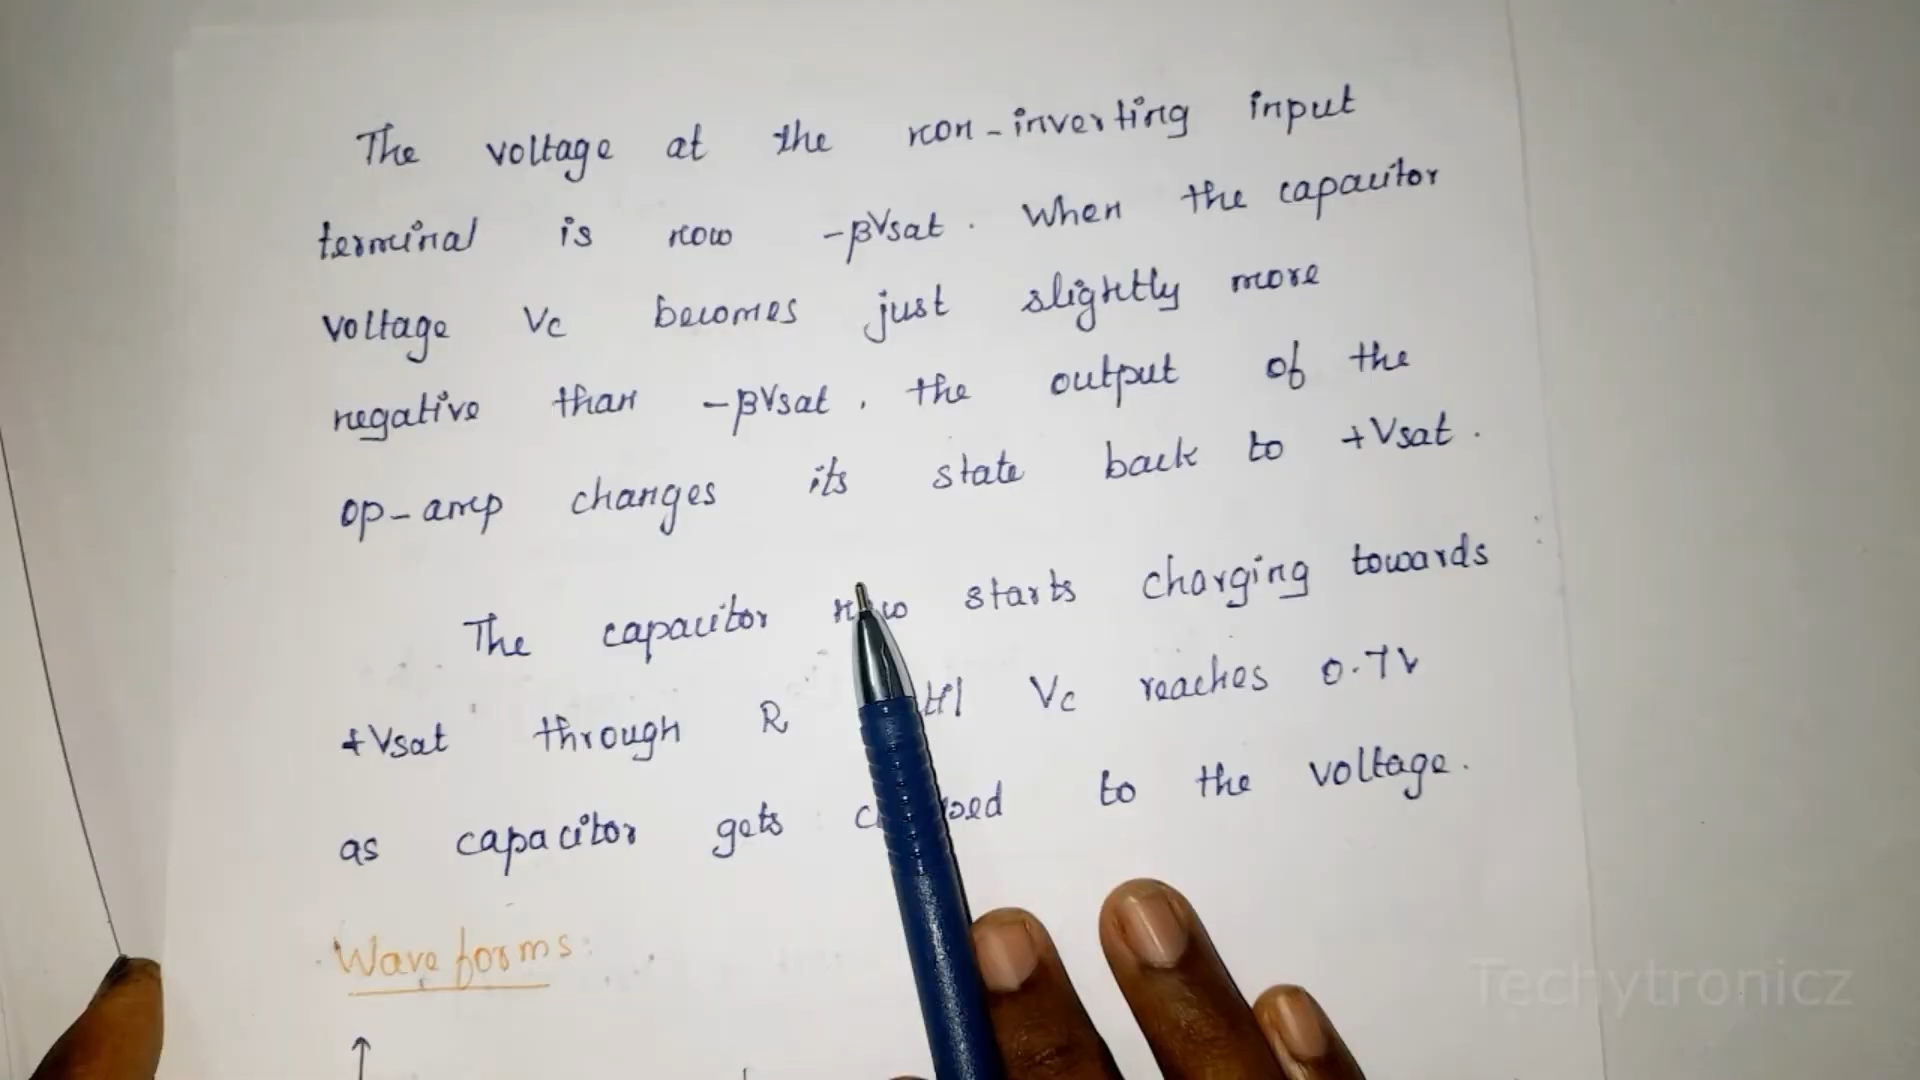 The voltage at the non-inverting input
terminal is now -βVsat. When the capacitor
voltage Vc becomes just slightly more
negative than -βVsat, the output of the
op-amp changes its state back to +Vsat.
The capacitor now starts charging towards
+Vsat through R Vc reaches 0.7V
as capacitor gets to the voltage.
Waveforms:
Techytronicz